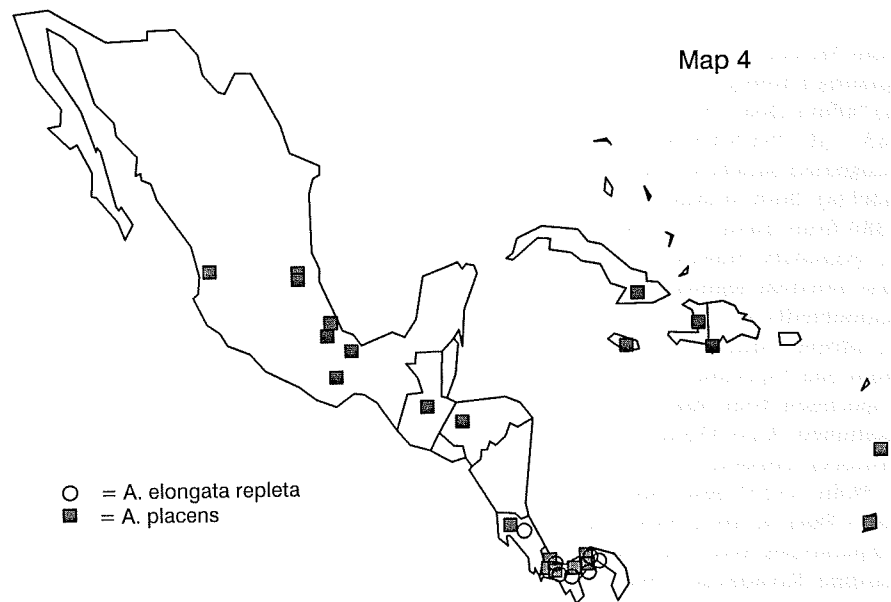 Map 4
○ = A. elongata repleta
■ = A. placens